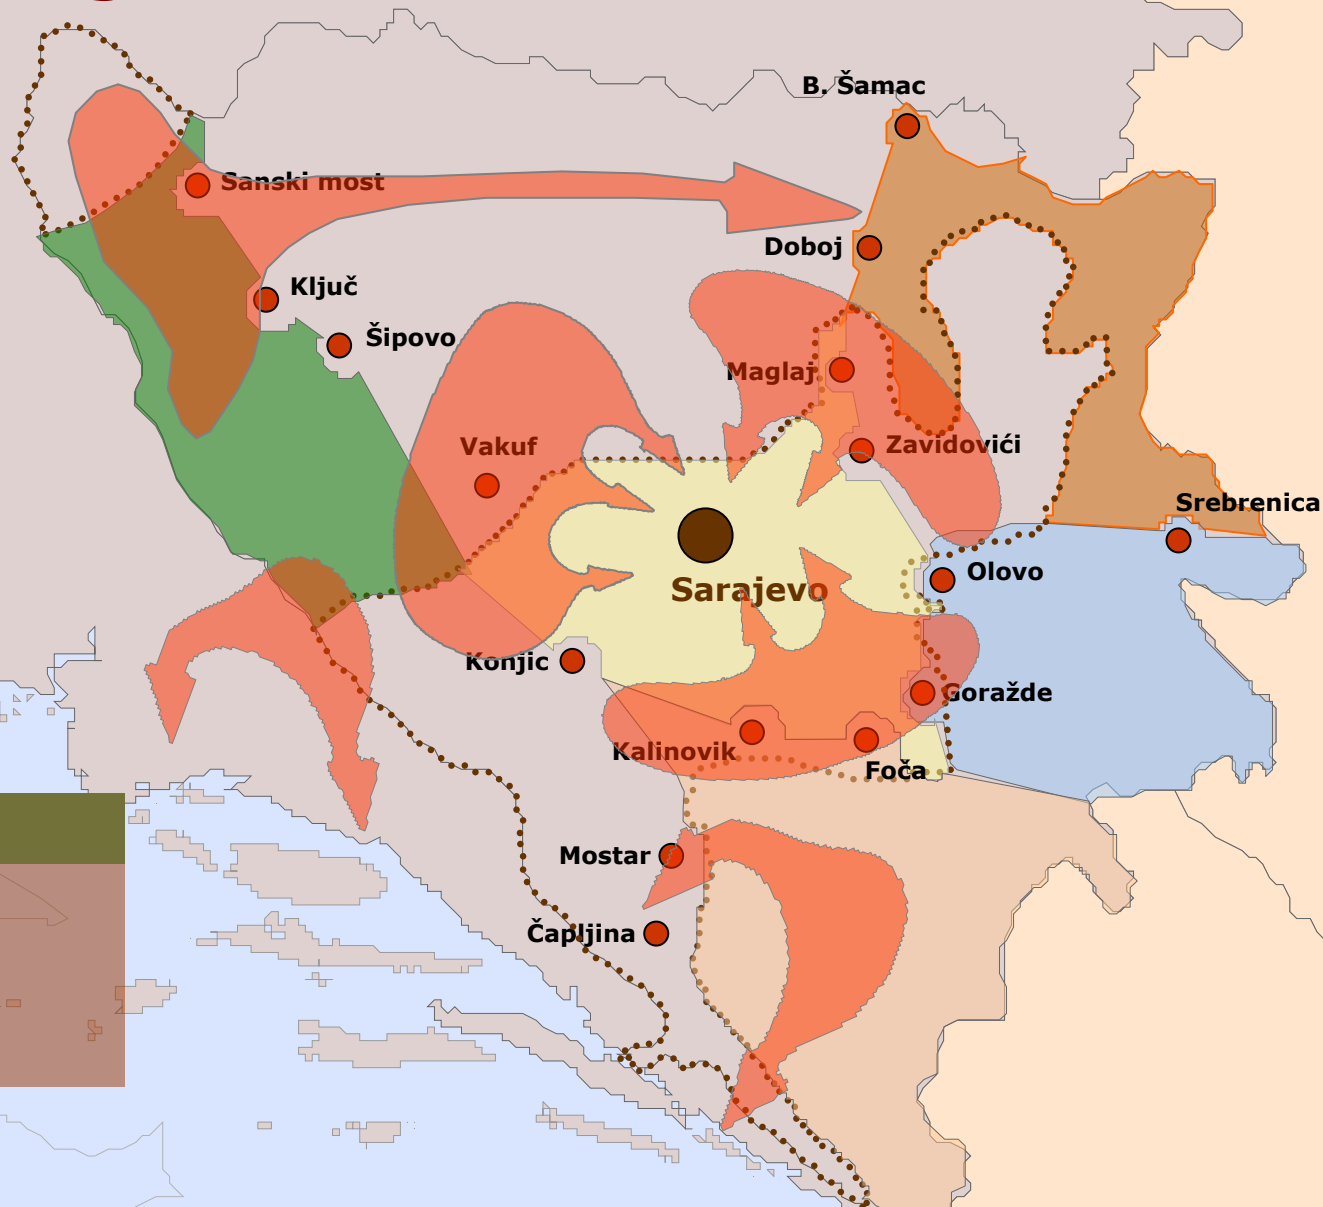 B. Šamac
Sanski most
Doboj
Ključ
Šipovo
Maglaj
Vakuf
Zavidovići
Srebrenica
Olovo
Sarajevo
Konjic
Goražde
Kalinovik
Foča
Mostar
Čapljina